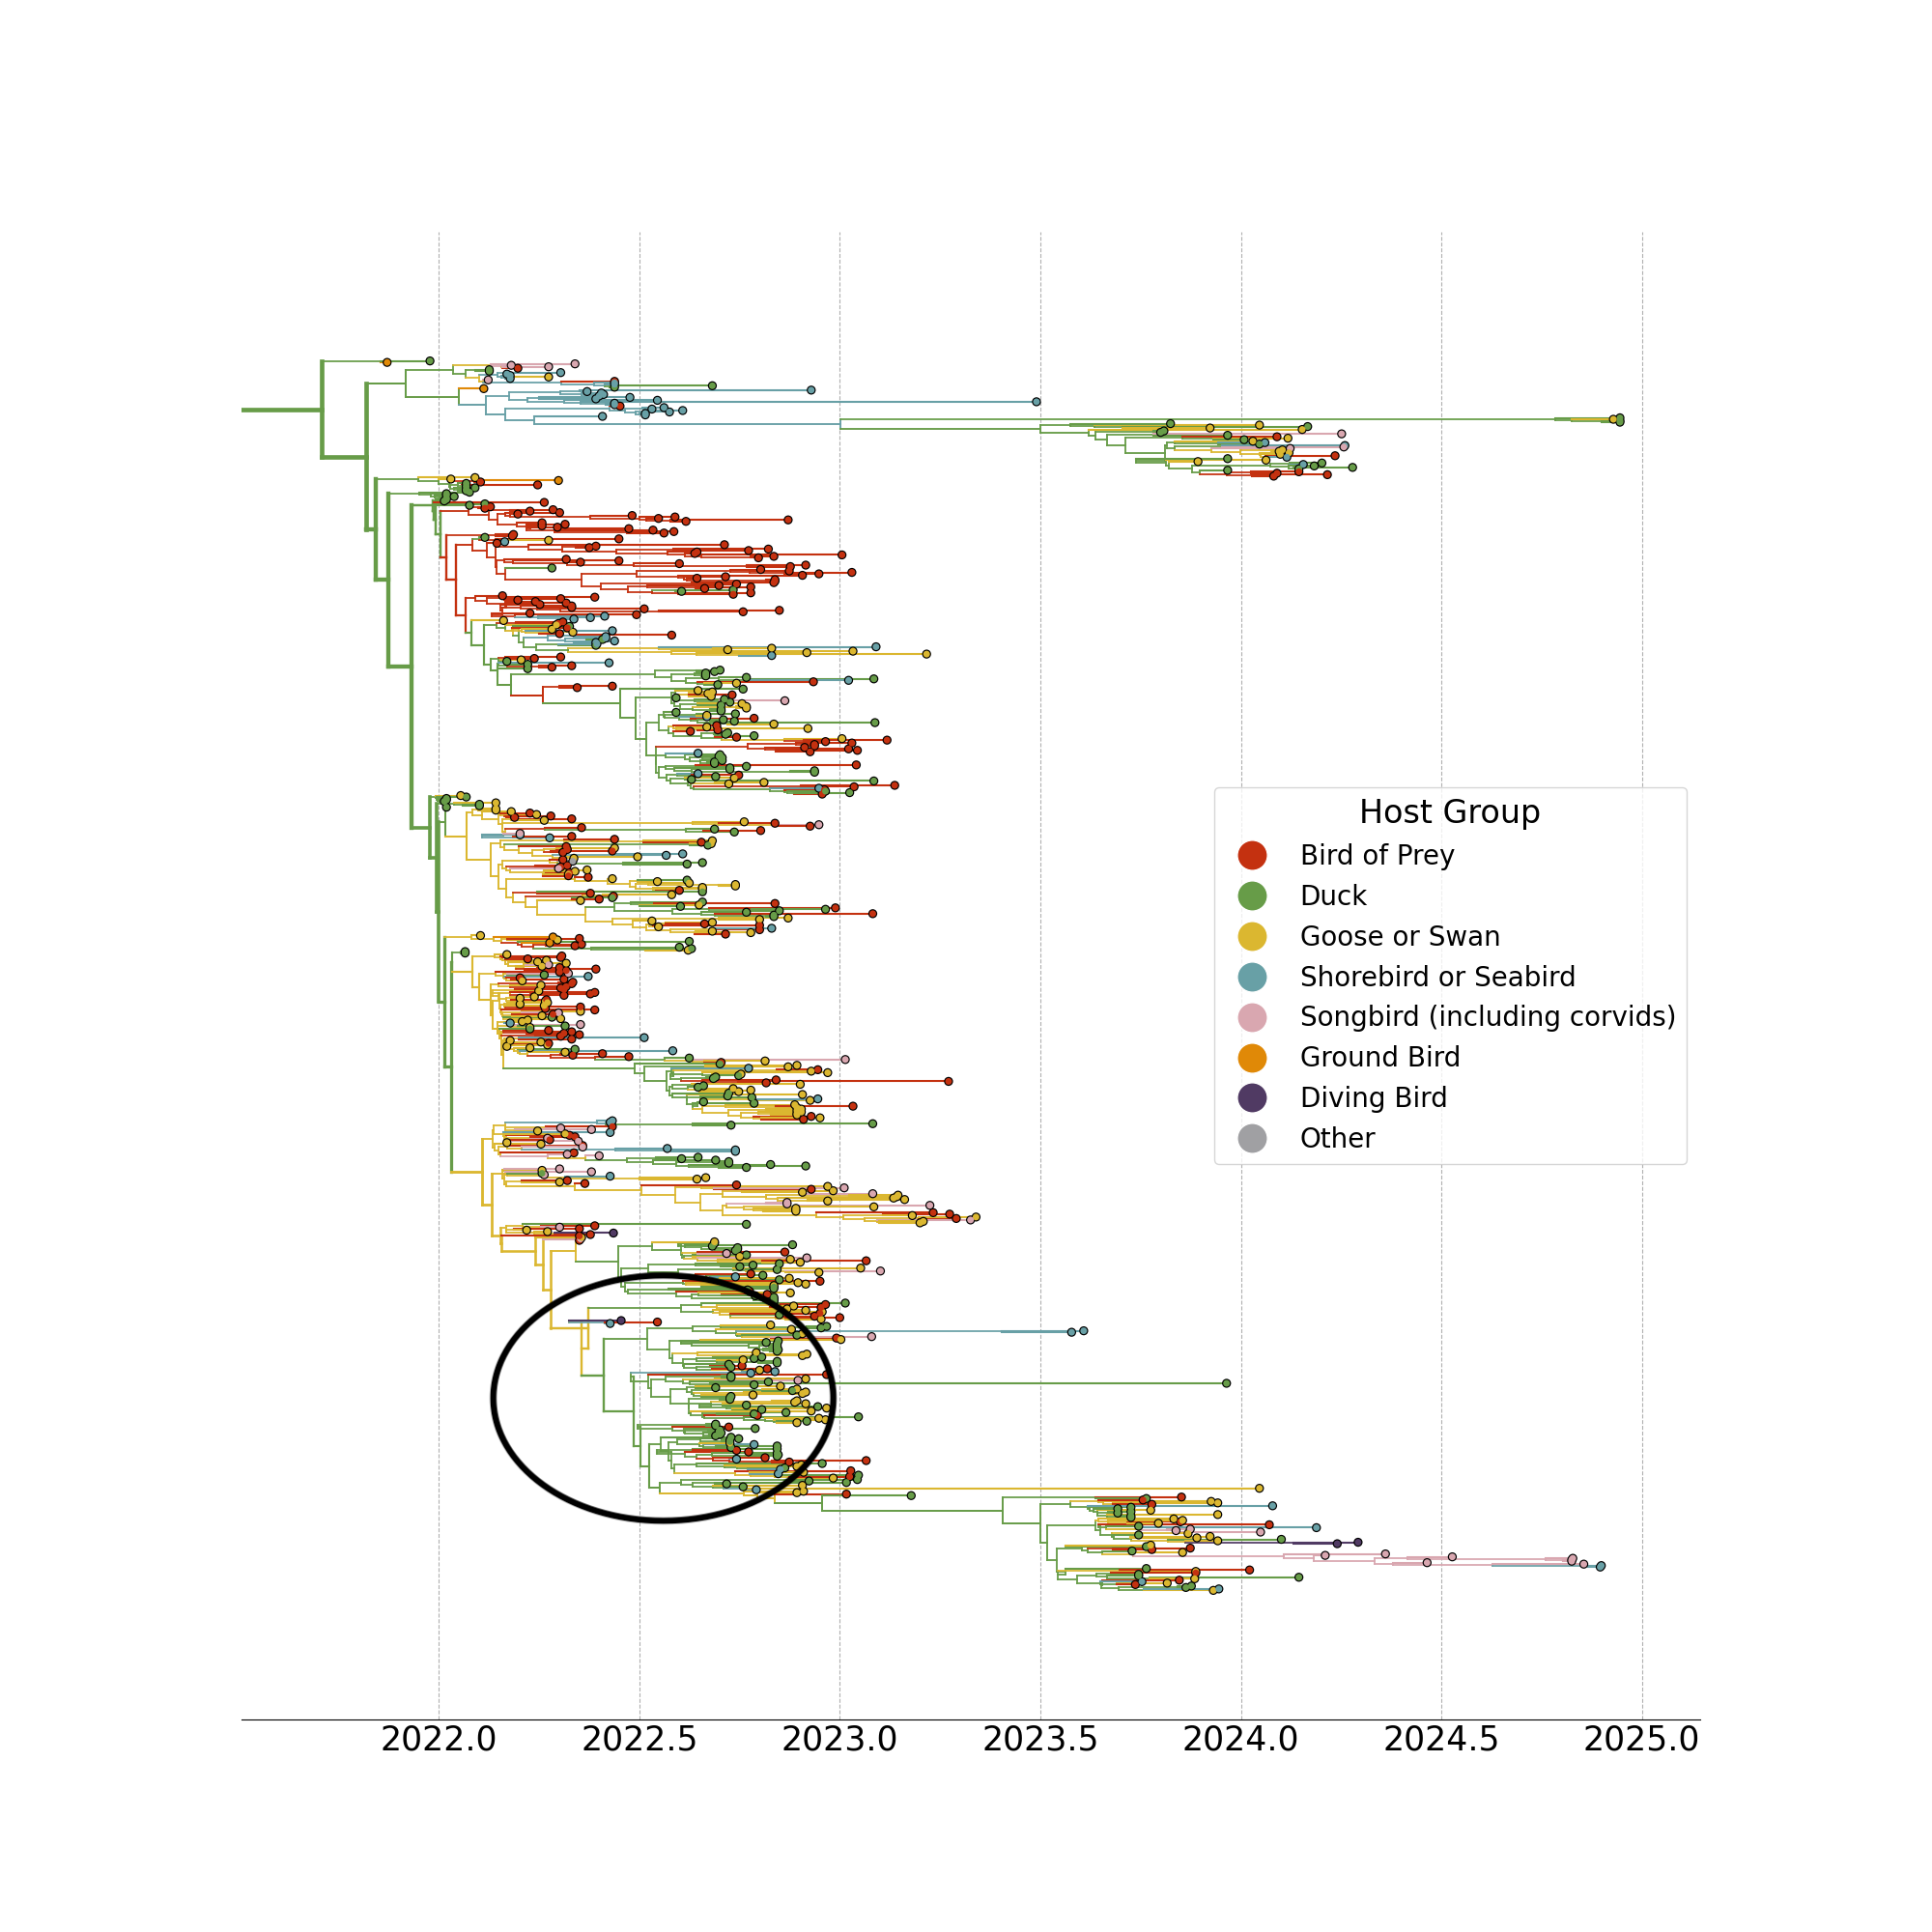 Host Group
Bird of Prey
Duck
Goose or Swan
Shorebird or Seabird
Songbird (including corvids)
Ground Bird
Diving Bird
Other
2022.0 2022.5 2023.0 2023.5 2024.0 2024.5 2025.0